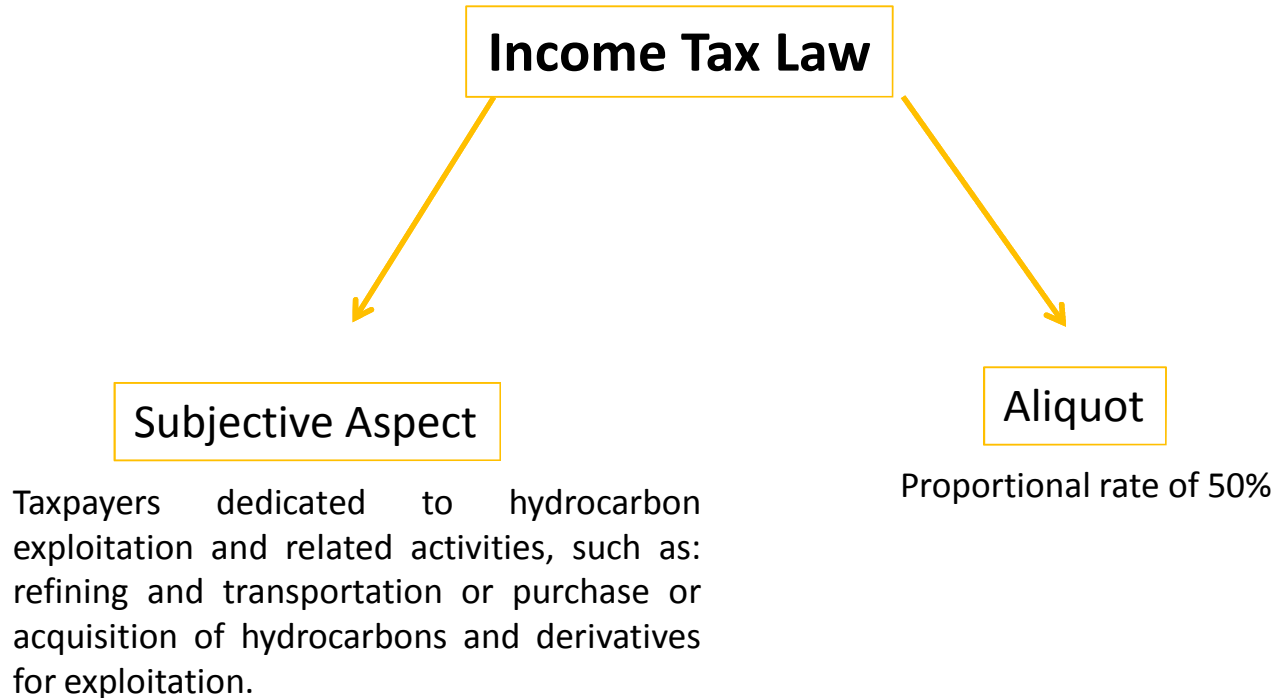 Income Tax Law
Subjective Aspect
Taxpayers dedicated to hydrocarbon
exploitation and related activities, such as:
refining and transportation or purchase or
acquisition of hydrocarbons and derivatives
for exploitation.
Aliquot
Proportional rate of 50%